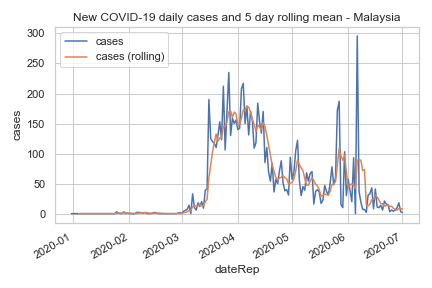 New COVID-19 daily cases and 5 day rolling mean - Malaysia
cases
cases (rolling)
300
250
200
150
100
50
0
cases
2020-01
2020-02
2020-03
2020-04
2020-05
2020-06
2020-07
dateRep